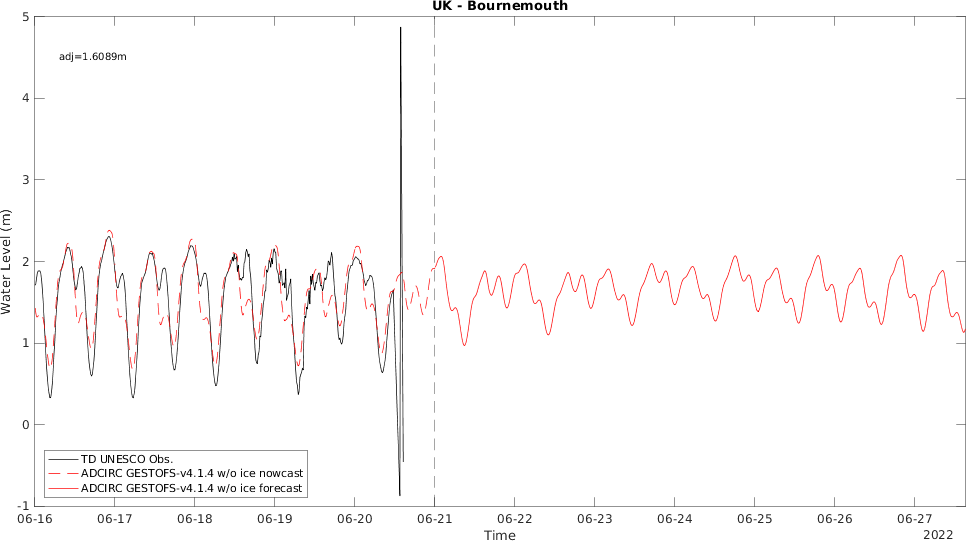 UK - Bournemouth
adj=1.6089m
Water Level (m)
5
4
3
2
1
0
-1
TD UNESCO Obs.
ADCIRC GESTOFS-v4.1.4 w/o ice nowcast
ADCIRC GESTOFS-v4.1.4 w/o ice forecast
06-16 06-17 06-18 06-19 06-20 06-21 06-22 06-23 06-24 06-25 06-26 06-27
Time
2022